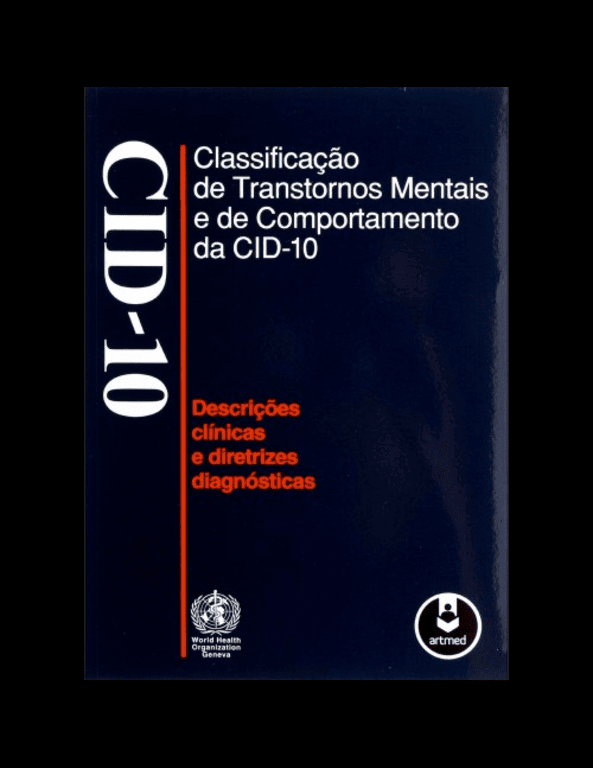 CID-10
Classificação
de Transtornos Mentais
e de Comportamento
da CID-10
Descrições
clínicas
e diretrizes
diagnósticas
World Health
Organization
Geneva
artmed